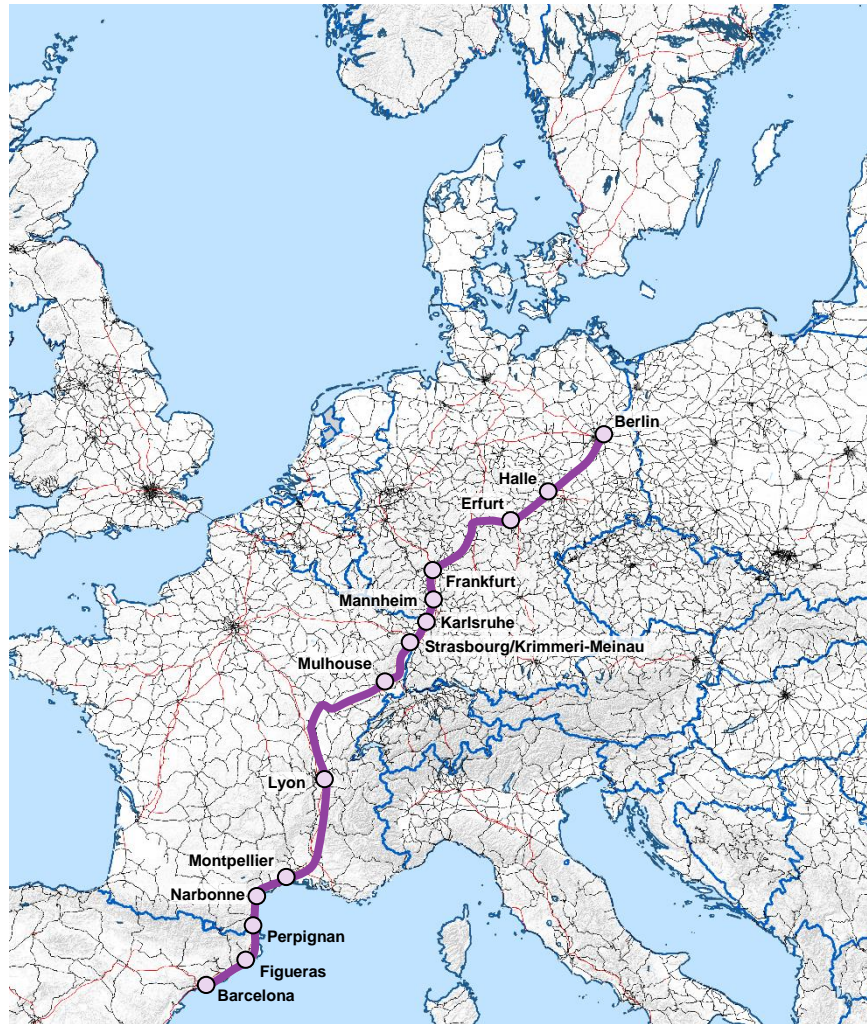 Berlin
Halle
Erfurt
Frankfurt
Mannheim
Karlsruhe
Strasbourg/Krimmeri-Meinau
Mulhouse
Lyon
Montpellier
Narbonne
Perpignan
Figueras
Barcelona